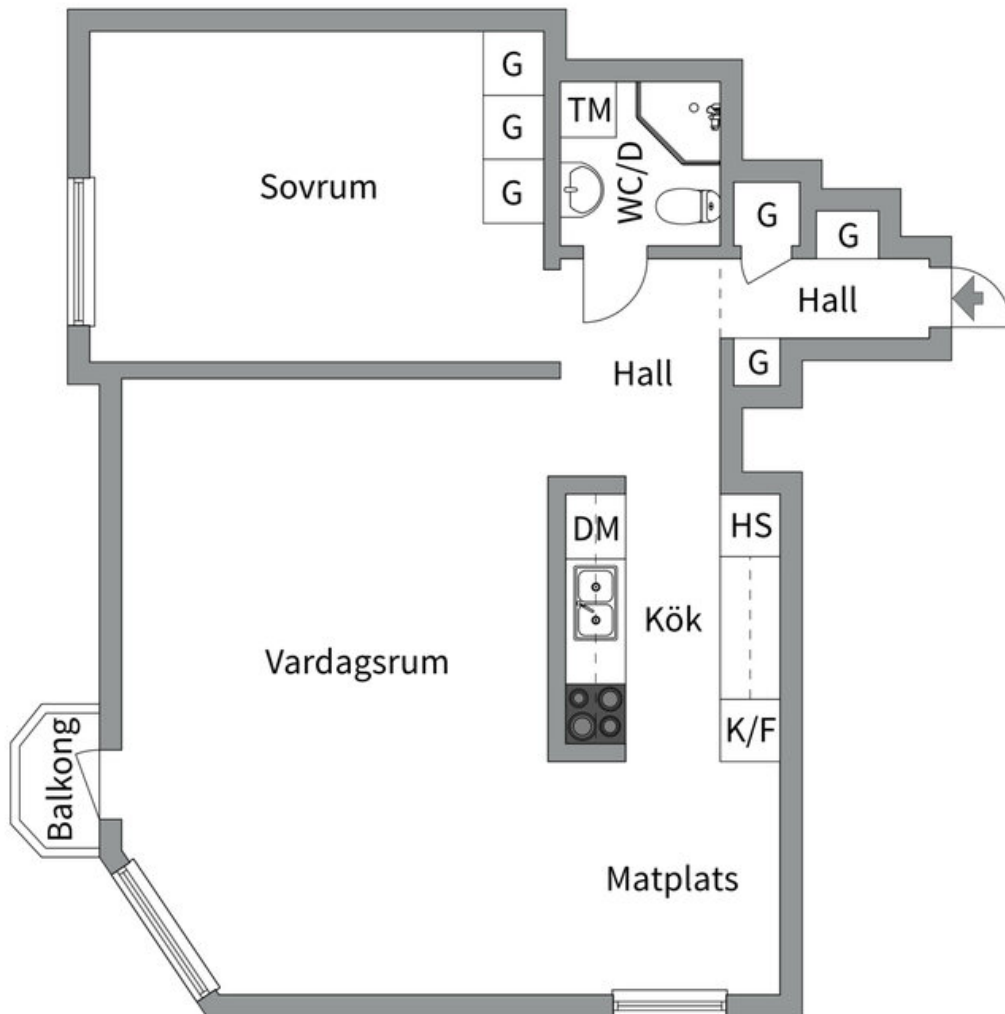 G
TM
G
Sovrum
WC/D
G
G
G
Hall
Hall
G
DM
HS
Kök
Vardagsrum
K/F
Balkong
Matplats